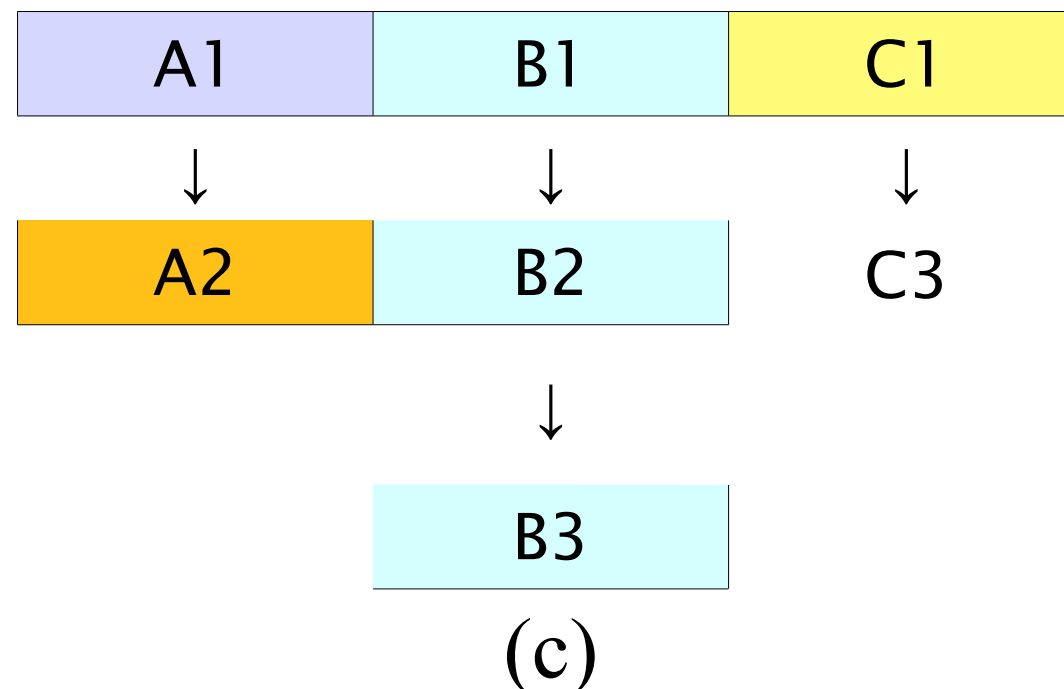 A1 B1 C1
↓ ↓ ↓
A2 B2 C3
↓
B3
(c)